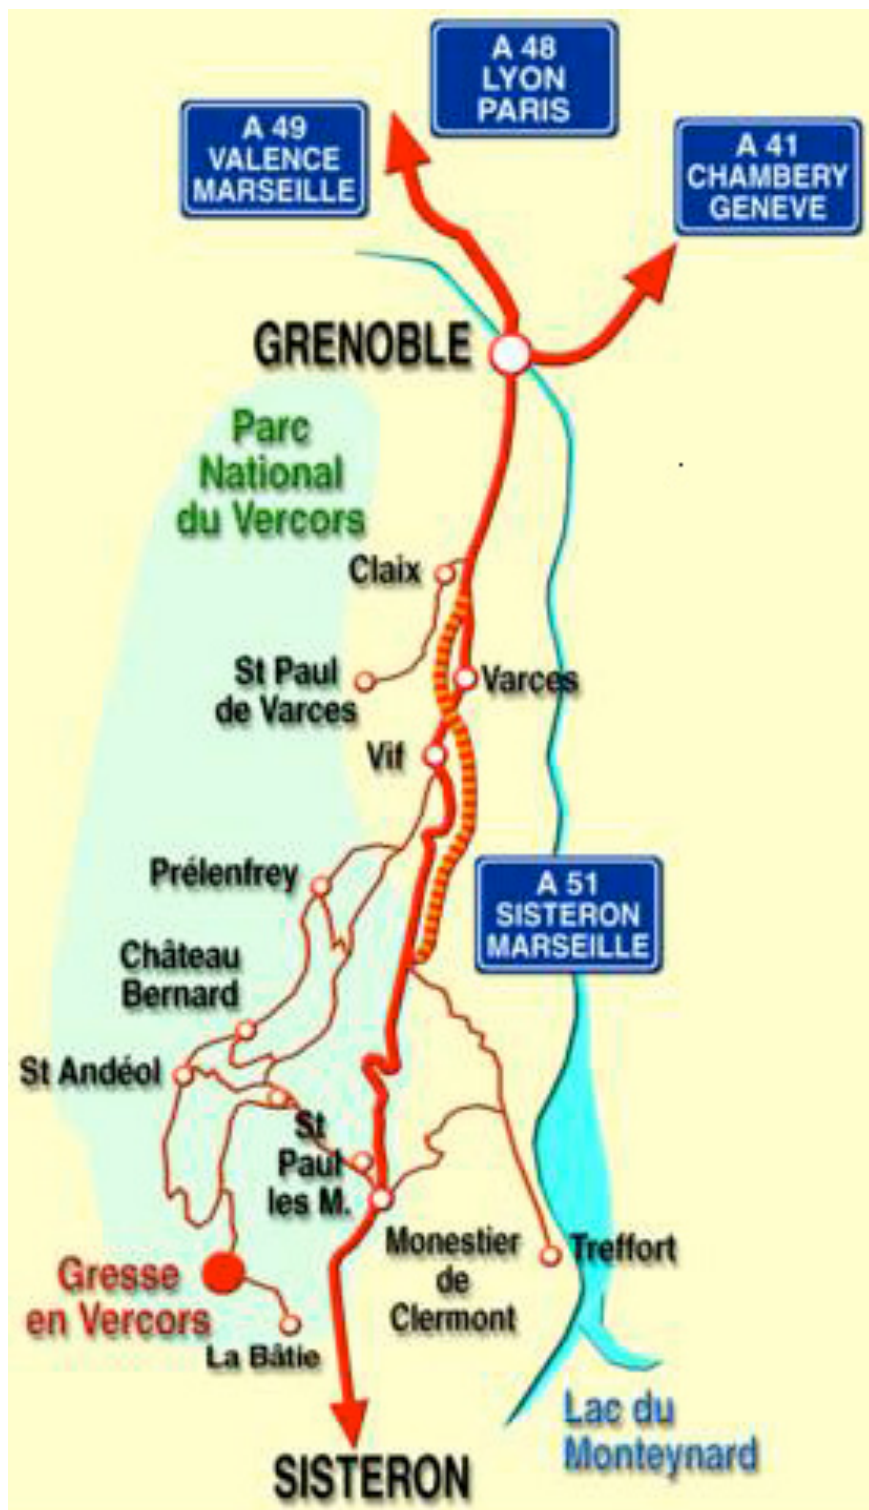 A 48
LYON
PARIS
A 49
VALENCE
MARSEILLE
A 41
CHAMBERY
GENEVE
GRENOBLE
Parc
National
du Vercors
Claix
St Paul
de Varces
Varces
Vif
Prélenfrey
A 51
SISTERON
MARSEILLE
Château
Bernard
St Andéol
St
Paul
les M.
Monestier
de
Clermont
Treffort
Gresse
en Vercors
La Bâtie
Lac du
Monteynard
SISTERON